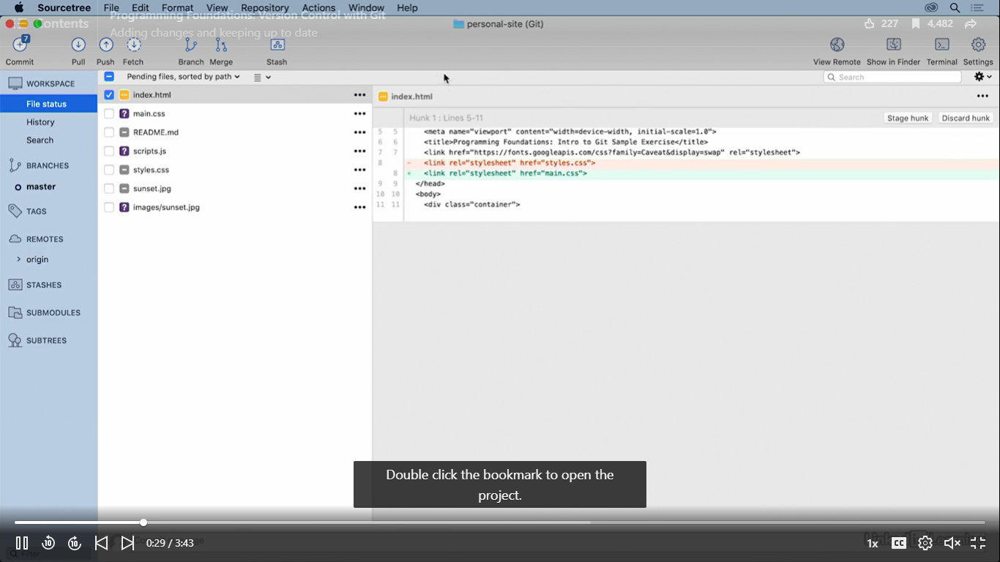 Sourcetree File Edit Format View Repository Actions Window Help
Programming Foundations: Version Control with Git
Contents
Adding changes and keeping up to date
personal-site (Git)
227 4,482
7
Commit Pull Push Fetch Branch Merge Stash View Remote Show in Finder Terminal Settings
WORKSPACE
File status
History
Search
BRANCHES
master
TAGS
REMOTES
origin
STASHES
SUBMODULES
SUBTREES
Filter
Pending files, sorted by path
Search
index.html
main.css
README.md
scripts.js
styles.css
sunset.jpg
images/sunset.jpg
index.html
Hunk 1 : Lines 5-11 Stage hunk Discard hunk
5 5 <meta name="viewport" content="width=device-width, initial-scale=1.0">
6 6 <title>Programming Foundations: Intro to Git Sample Exercise</title>
7 7 <link href="https://fonts.googleapis.com/css?family=Caveat&display=swap" rel="stylesheet">
8 - <link rel="stylesheet" href="styles.css">
8 + <link rel="stylesheet" href="main.css">
9 9 </head>
10 10 <body>
11 11 <div class="container">
Double click the bookmark to open the
project.
10 10 0:29 / 3:43 1x CC